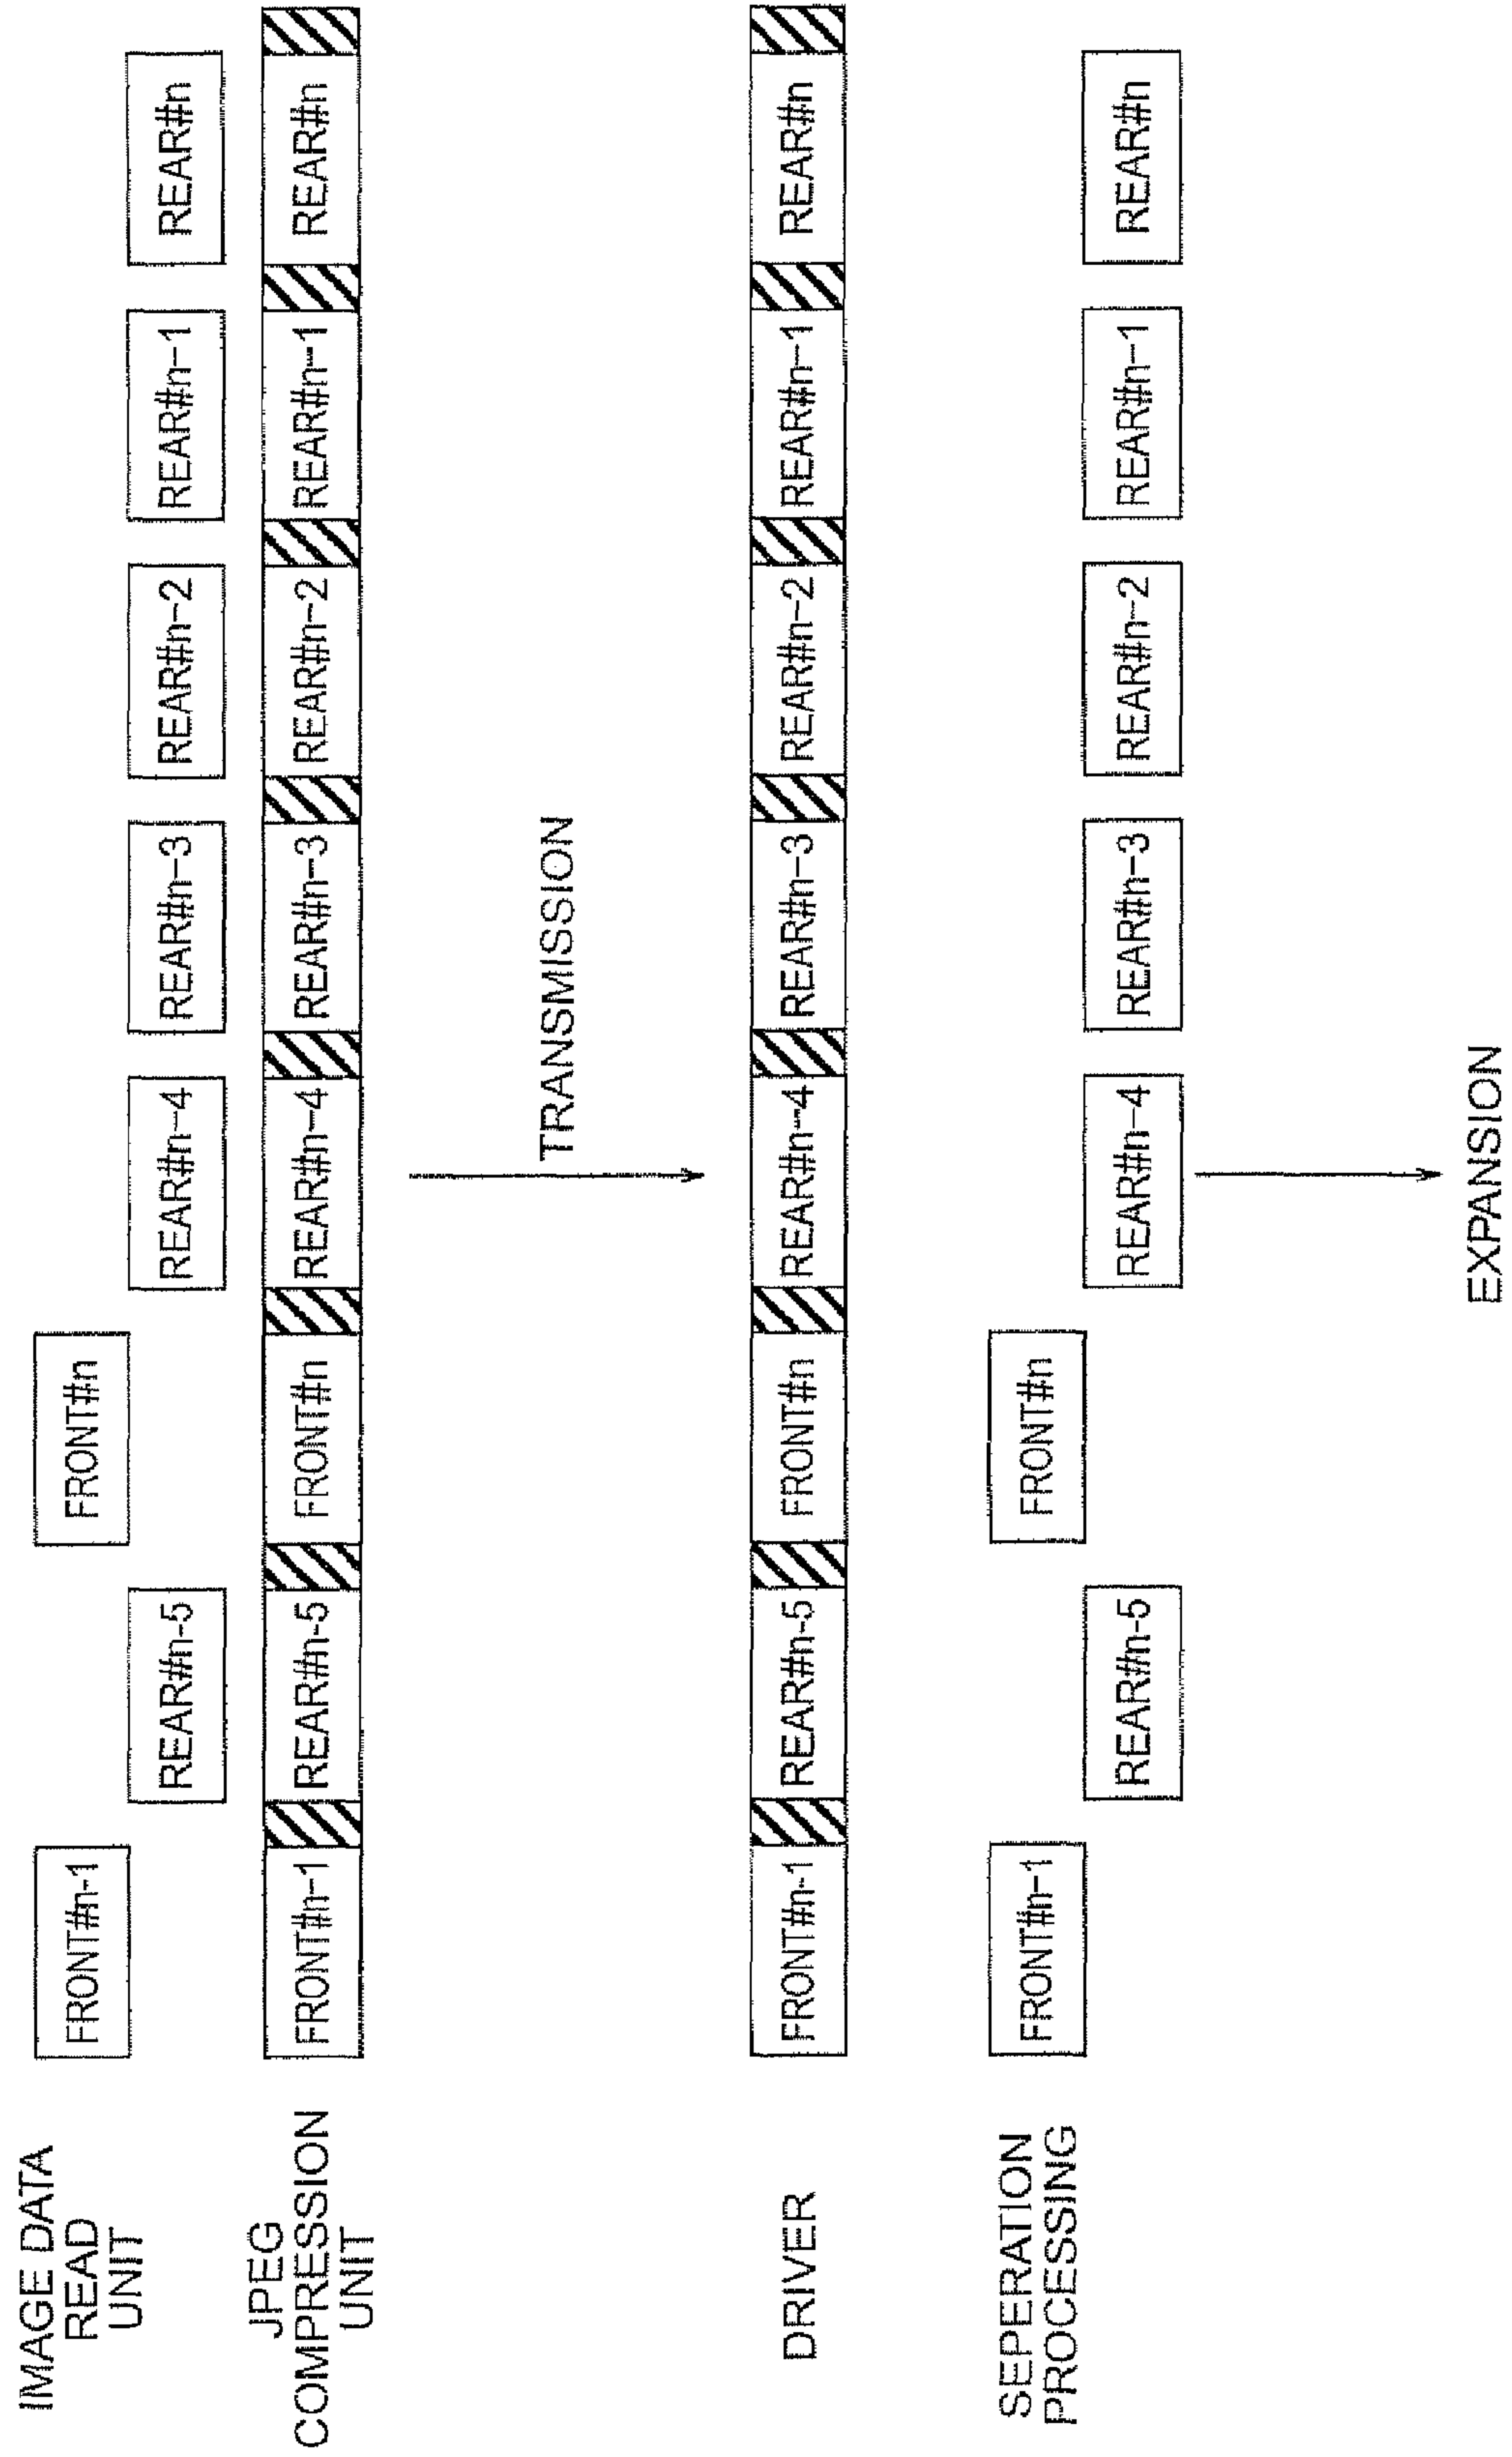 IMAGE DATA
READ
UNIT
FRONT#n-1
REAR#n-5
FRONT#n
REAR#n-4
REAR#n-3
REAR#n-2
REAR#n-1
REAR#n
JPEG
COMPRESSION
UNIT
FRONT#n-1
REAR#n-5
FRONT#n
REAR#n-4
REAR#n-3
REAR#n-2
REAR#n-1
REAR#n
TRANSMISSION
DRIVER
FRONT#n-1
REAR#n-5
FRONT#n
REAR#n-4
REAR#n-3
REAR#n-2
REAR#n-1
REAR#n
SEPERATION
PROCESSING
FRONT#n-1
REAR#n-5
FRONT#n
REAR#n-4
REAR#n-3
REAR#n-2
REAR#n-1
REAR#n
EXPANSION